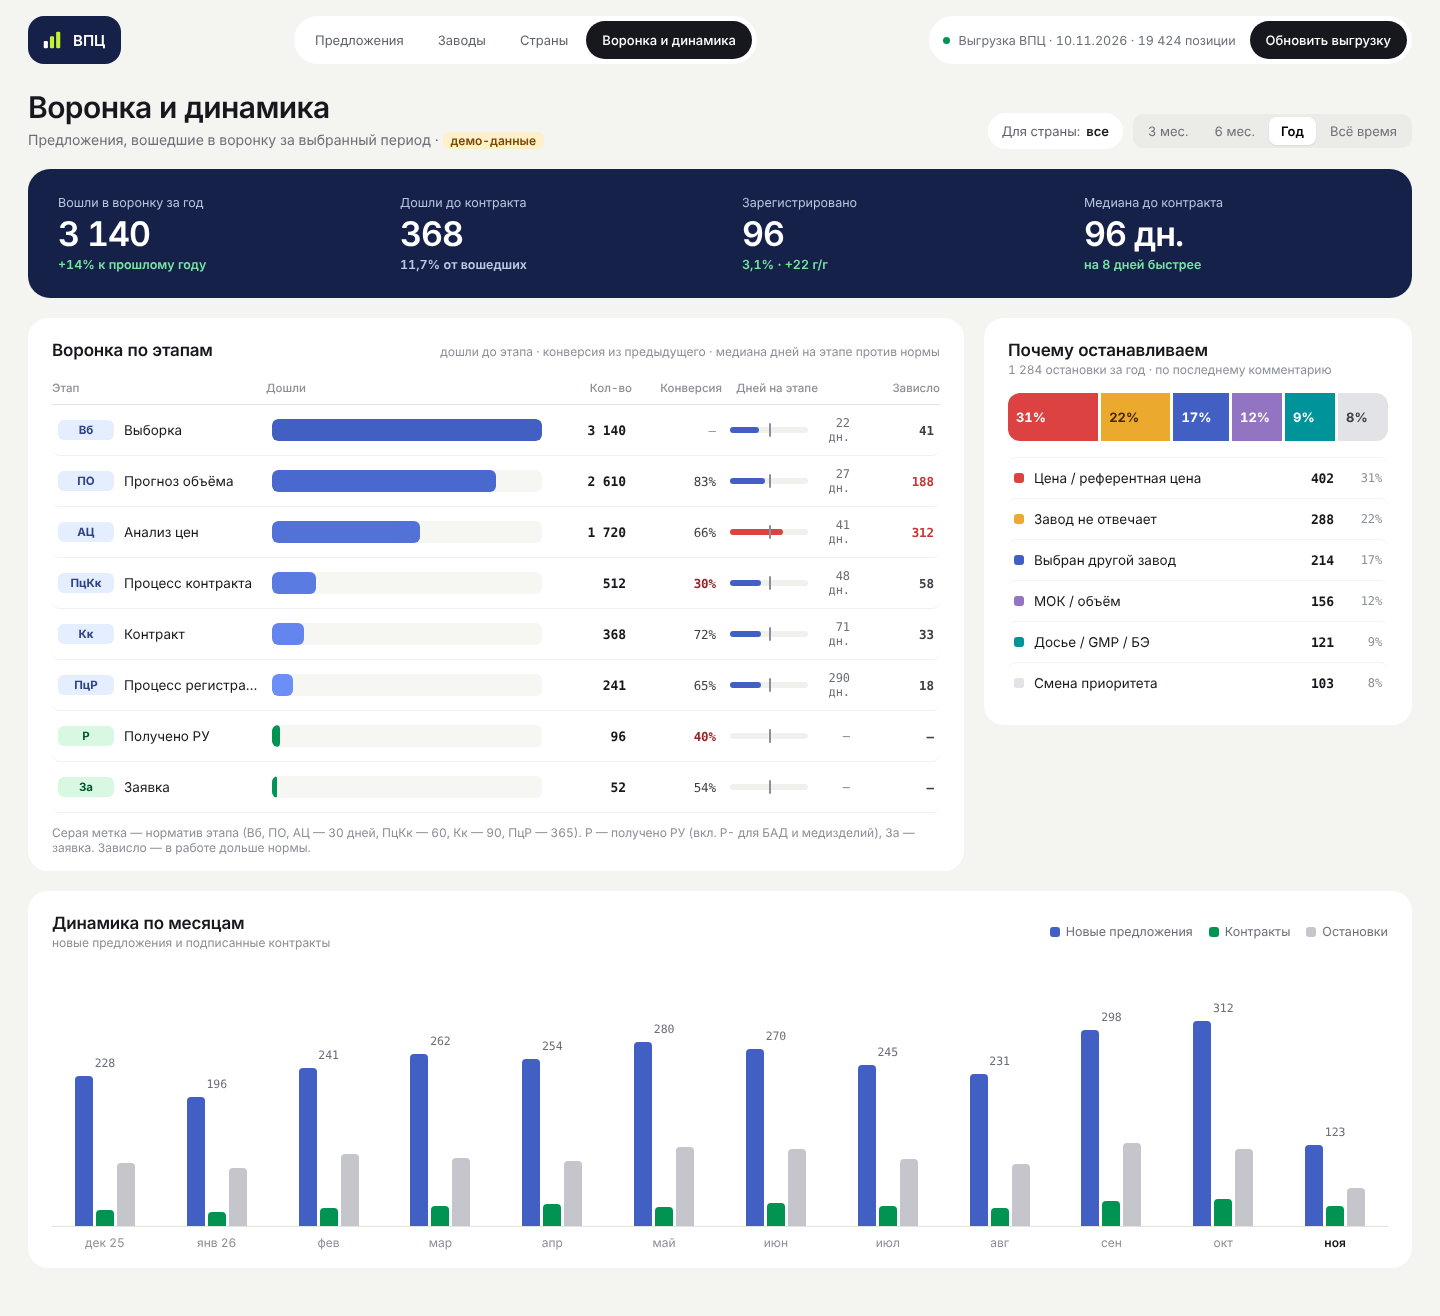 ВПЦ
Предложения Заводы Страны Воронка и динамика
Выгрузка ВПЦ · 10.11.2026 · 19 424 позиции Обновить выгрузку
Воронка и динамика
Предложения, вошедшие в воронку за выбранный период · демо-данные
Для страны: все 3 мес. 6 мес. Год Всё время
Вошли в воронку за год
3 140
+14% к прошлому году
Дошли до контракта
368
11,7% от вошедших
Зарегистрировано
96
3,1% · +22 г/г
Медиана до контракта
96 дн.
на 8 дней быстрее
Воронка по этапам
дошли до этапа · конверсия из предыдущего · медиана дней на этапе против нормы
Этап Дошли Кол-во Конверсия Дней на этапе Зависло
Вб Выборка 3 140 — 22 дн. 41
ПО Прогноз объёма 2 610 83% 27 дн. 188
АЦ Анализ цен 1 720 66% 41 дн. 312
ПцКк Процесс контракта 512 30% 48 дн. 58
Кк Контракт 368 72% 71 дн. 33
ПцР Процесс регистра... 241 65% 290 дн. 18
Р Получено РУ 96 40% — —
За Заявка 52 54% — —
Серая метка — норматив этапа (Вб, ПО, АЦ — 30 дней, ПцКк — 60, Кк — 90, ПцР — 365). Р — получено РУ (вкл. Р- для БАД и медизделий), За —
заявка. Зависло — в работе дольше нормы.
Почему останавливаем
1 284 остановки за год · по последнему комментарию
31% 22% 17% 12% 9% 8%
Цена / референтная цена 402 31%
Завод не отвечает 288 22%
Выбран другой завод 214 17%
МОК / объём 156 12%
Досье / GMP / БЭ 121 9%
Смена приоритета 103 8%
Динамика по месяцам
новые предложения и подписанные контракты
Новые предложения Контракты Остановки
228 196 241 262 254 280 270 245 231 298 312 123
дек 25 янв 26 фев мар апр май июн июл авг сен окт ноя